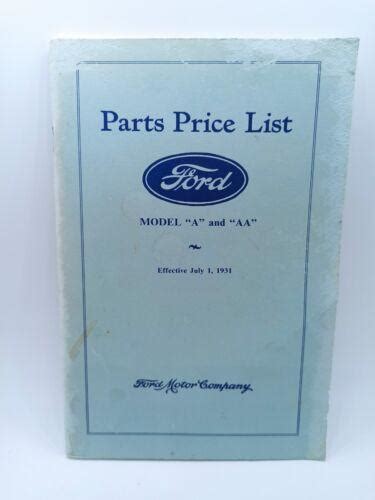 Parts Price List
Ford
MODEL "A" and "AA"
Effective July 1, 1931
Ford Motor Company